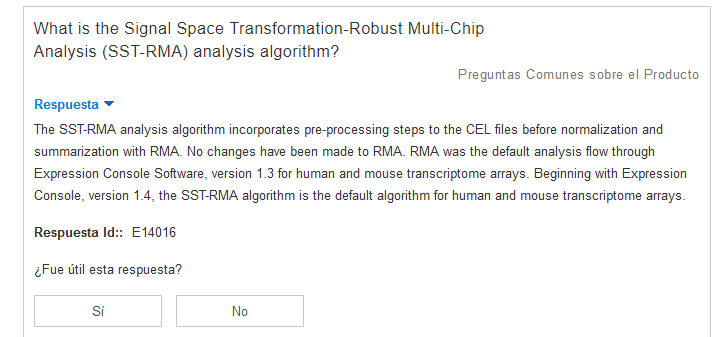 What is the Signal Space Transformation-Robust Multi-Chip
Analysis (SST-RMA) analysis algorithm?
Preguntas Comunes sobre el Producto
Respuesta
The SST-RMA analysis algorithm incorporates pre-processing steps to the CEL files before normalization and
summarization with RMA. No changes have been made to RMA. RMA was the default analysis flow through
Expression Console Software, version 1.3 for human and mouse transcriptome arrays. Beginning with Expression
Console, version 1.4, the SST-RMA algorithm is the default algorithm for human and mouse transcriptome arrays.
Respuesta Id:: E14016
¿Fue útil esta respuesta?
Sí No